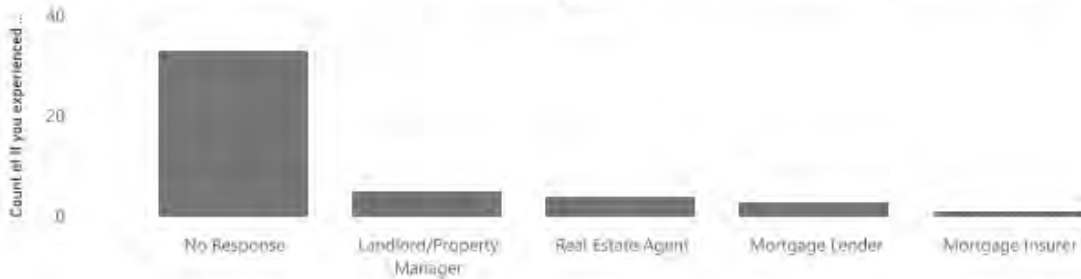 Count of If you experienced ...
40
20
0
No Response
Landlord/Property
Manager
Real Estate Agent
Mortgage Lender
Mortgage Insurer